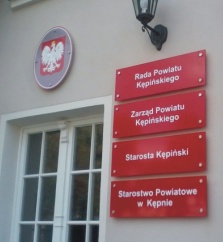 Rada Powiatu
Kępińskiego
Zarząd Powiatu
Kępińskiego
Starosta Kępiński
Starostwo Powiatowe
w Kępnie